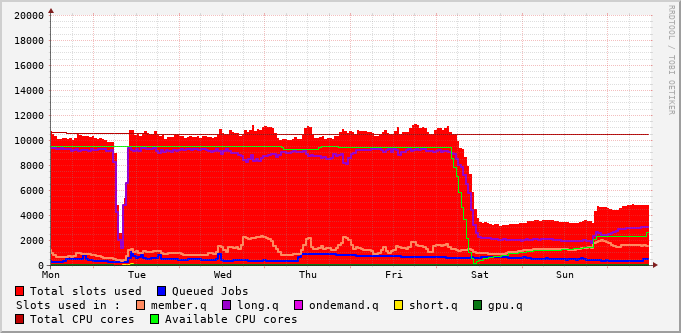 RRDTOOL / TOBI OETIKER
20000
18000
16000
14000
12000
10000
8000
6000
4000
2000
0
Mon Tue Wed Thu Fri Sat Sun
Total slots used Queued Jobs
Slots used in : member.q long.q ondemand.q short.q gpu.q
Total CPU cores Available CPU cores